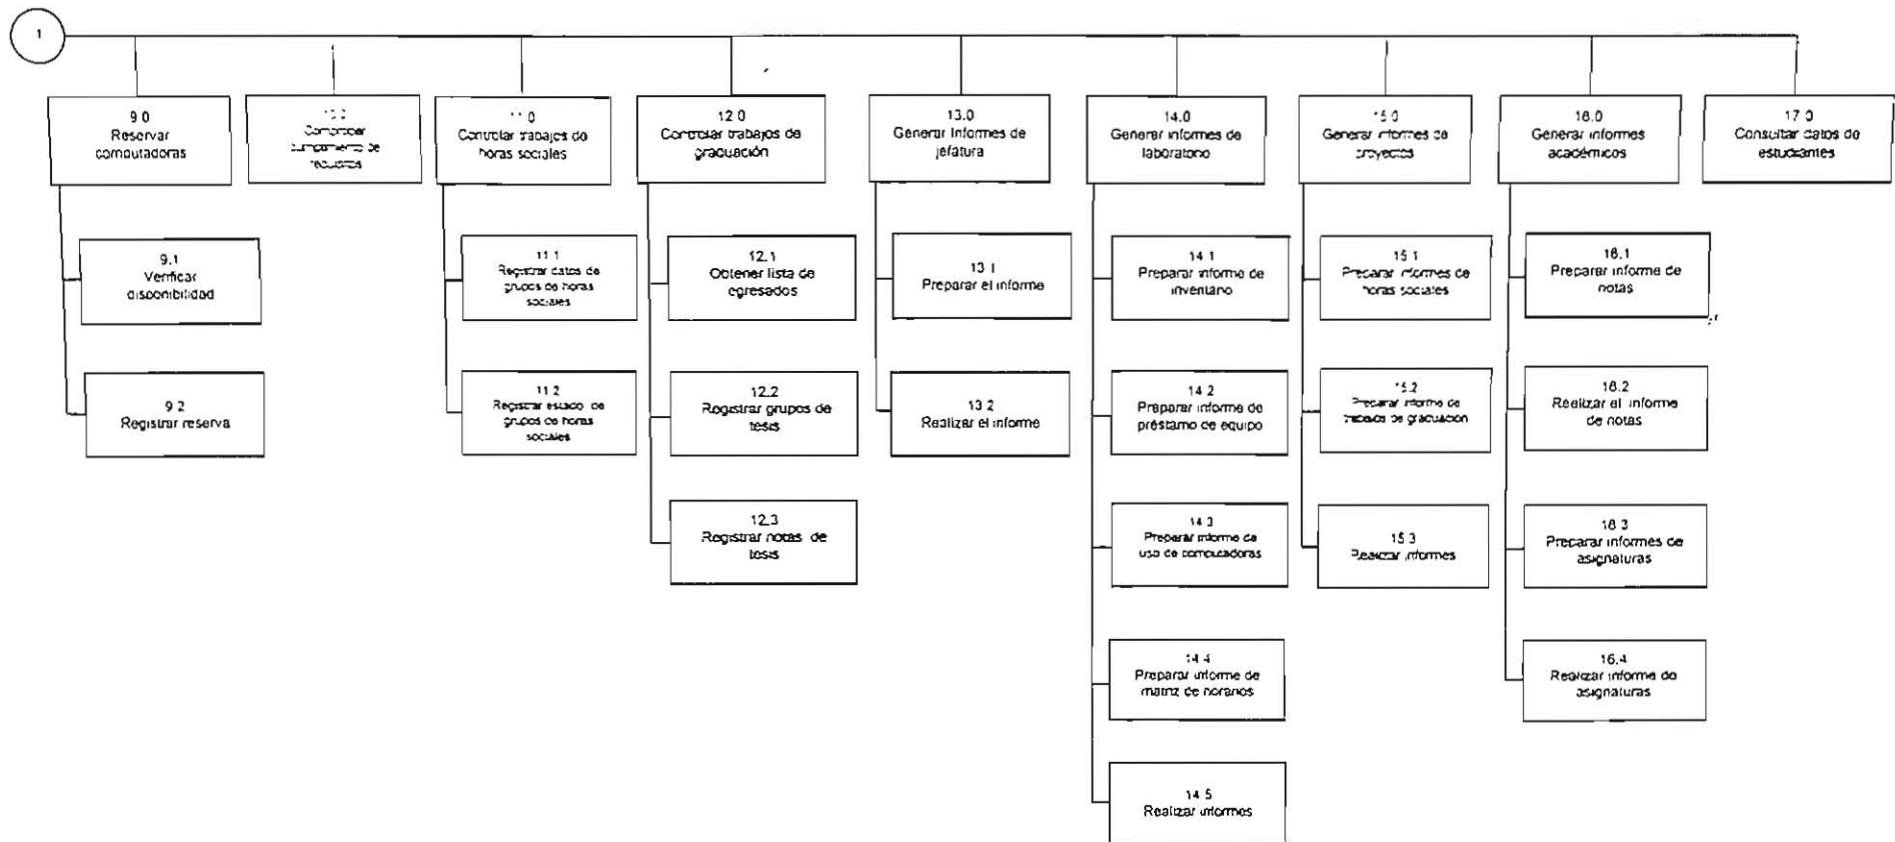 1
9.0
Reservar
computadoras
9.1
Verificar
disponibilidad
9.2
Registrar reserva
10.0
Comprobar
cumplimiento de
requisitos
11.0
Controlar trabajos de
horas sociales
11.1
Registrar datos de
grupos de horas
sociales
11.2
Registrar estado de
grupos de horas
sociales
12.0
Controlar trabajos de
graduación
12.1
Obtener lista de
egresados
12.2
Registrar grupos de
tesis
12.3
Registrar notas de
tesis
13.0
Generar Informes de
jefatura
13.1
Preparar el informe
13.2
Realizar el informe
14.0
Generar informes de
laboratorio
14.1
Preparar informe de
inventario
14.2
Preparar informe de
préstamo de equipo
14.3
Preparar informe de
uso de computadoras
14.4
Preparar informe de
matriz de horarios
14.5
Realizar informes
15.0
Generar informes de
proyectos
15.1
Preparar informes de
horas sociales
15.2
Preparar informe de
trabajos de graduación
15.3
Realizar informes
16.0
Generar informes
académicos
16.1
Preparar informe de
notas
16.2
Realizar el informe
de notas
16.3
Preparar informes de
asignaturas
16.4
Realizar informe de
asignaturas
17.0
Consultar datos de
estudiantes